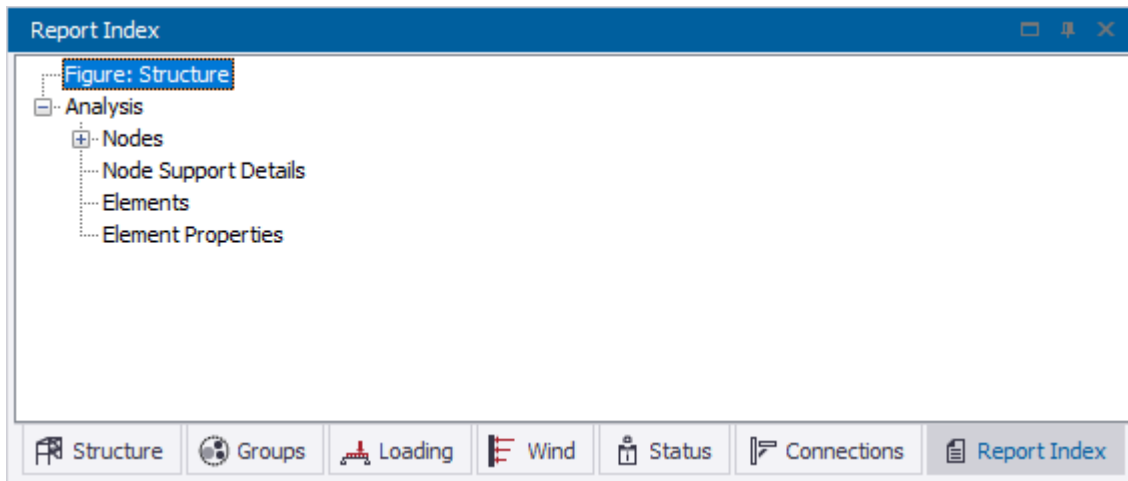 Report Index
Figure: Structure
Analysis
Nodes
Node Support Details
Elements
Element Properties
Structure Groups Loading Wind Status Connections Report Index